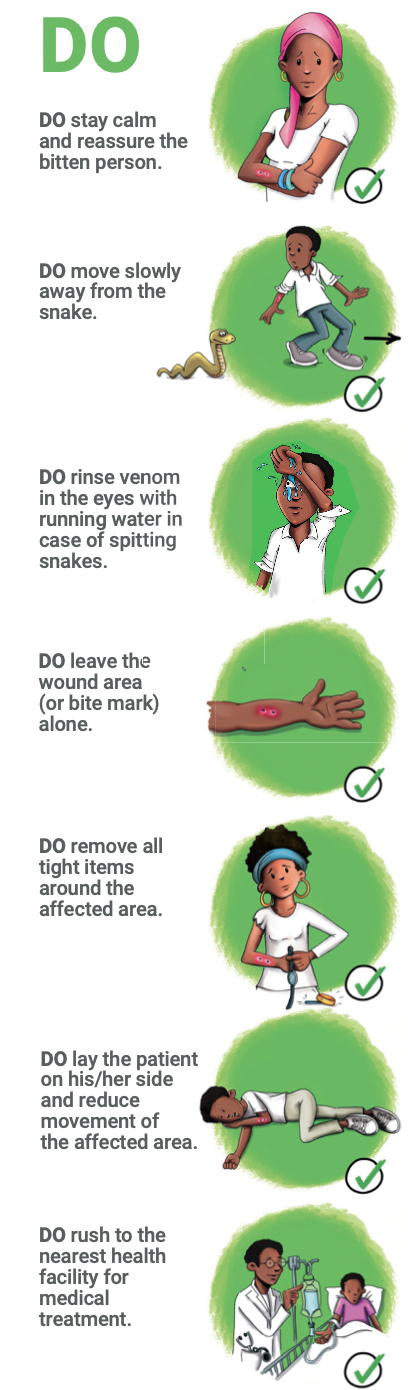 DO
DO stay calm
and reassure the
bitten person.
DO move slowly
away from the
snake.
DO rinse venom
in the eyes with
running water in
case of spitting
snakes.
DO leave the
wound area
(or bite mark)
alone.
DO remove all
tight items
around the
affected area.
DO lay the patient
on his/her side
and reduce
movement of
the affected area.
DO rush to the
nearest health
facility for
medical
treatment.